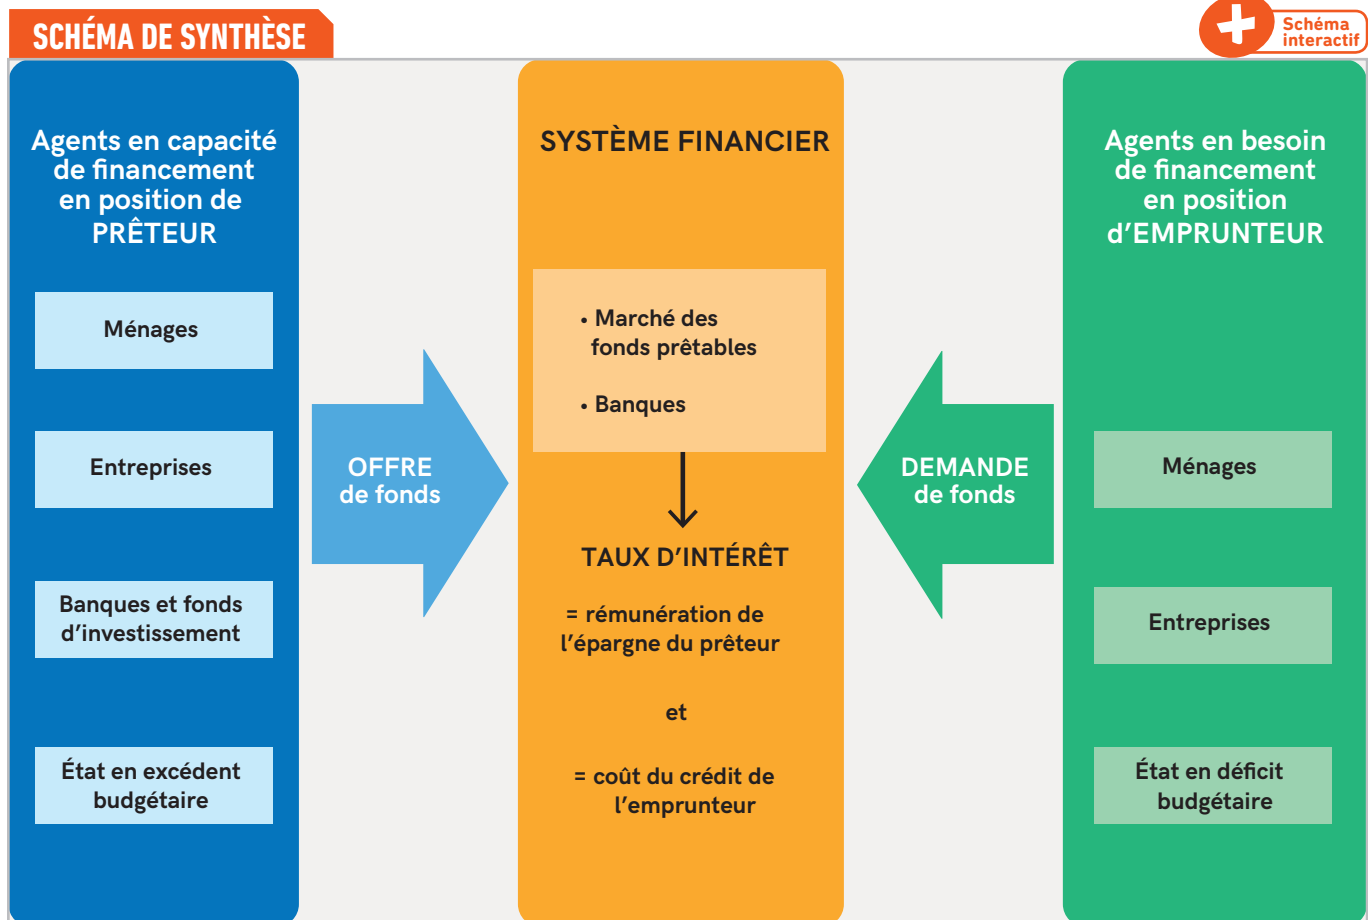 SCHÉMA DE SYNTHÈSE
Schéma
interactif
Agents en capacité
de financement
en position de
PRÊTEUR
Ménages
Entreprises
Banques et fonds
d’investissement
État en excédent
budgétaire
OFFRE
de fonds
SYSTÈME FINANCIER
• Marché des
fonds prêtables
• Banques
TAUX D’INTÉRÊT
= rémunération de
l’épargne du prêteur
et
= coût du crédit de
l’emprunteur
DEMANDE
de fonds
Agents en besoin
de financement
en position
d’EMPRUNTEUR
Ménages
Entreprises
État en déficit
budgétaire